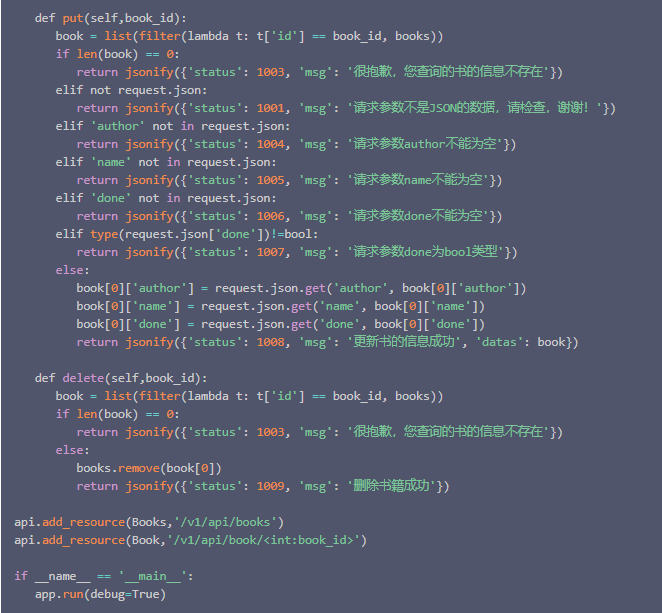 def put(self,book_id):
book = list(filter(lambda t: t['id'] == book_id, books))
if len(book) == 0:
return jsonify({'status': 1003, 'msg': '很抱歉，您查询的书的信息不存在'})
elif not request.json:
return jsonify({'status': 1001, 'msg': '请求参数不是JSON的数据，请检查，谢谢！'})
elif 'author' not in request.json:
return jsonify({'status': 1004, 'msg': '请求参数author不能为空'})
elif 'name' not in request.json:
return jsonify({'status': 1005, 'msg': '请求参数name不能为空'})
elif 'done' not in request.json:
return jsonify({'status': 1006, 'msg': '请求参数done不能为空'})
elif type(request.json['done'])!=bool:
return jsonify({'status': 1007, 'msg': '请求参数done为bool类型'})
else:
book[0]['author'] = request.json.get('author', book[0]['author'])
book[0]['name'] = request.json.get('name', book[0]['name'])
book[0]['done'] = request.json.get('done', book[0]['done'])
return jsonify({'status': 1008, 'msg': '更新书的信息成功', 'datas': book})
def delete(self,book_id):
book = list(filter(lambda t: t['id'] == book_id, books))
if len(book) == 0:
return jsonify({'status': 1003, 'msg': '很抱歉，您查询的书的信息不存在'})
else:
books.remove(book[0])
return jsonify({'status': 1009, 'msg': '删除书籍成功'})
api.add_resource(Books,'/v1/api/books')
api.add_resource(Book,'/v1/api/book/<int:book_id>')
if __name__ == '__main__':
app.run(debug=True)